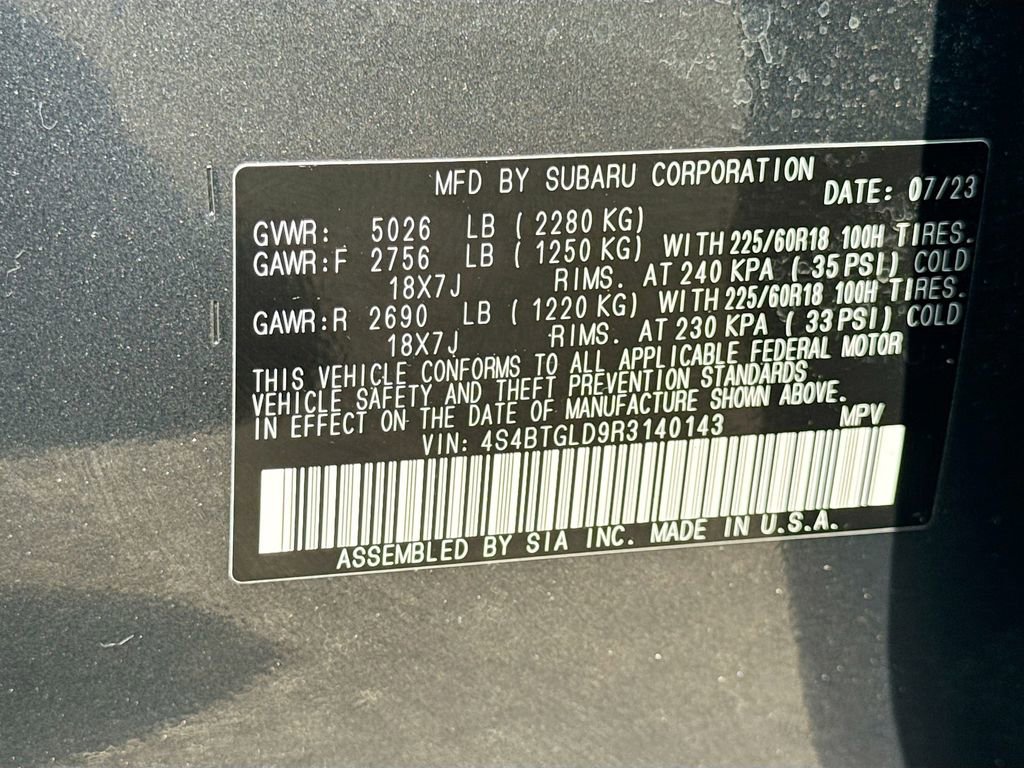 MFD BY SUBARU CORPORATION DATE: 07/23
GVWR: 5026 LB ( 2280 KG)
GAWR:F 2756 LB ( 1250 KG) WITH 225/60R18 100H TIRES.
18X7J RIMS. AT 240 KPA ( 35 PSI) COLD
GAWR:R 2690 LB ( 1220 KG) WITH 225/60R18 100H TIRES.
18X7J RIMS. AT 230 KPA ( 33 PSI) COLD
THIS VEHICLE CONFORMS TO ALL APPLICABLE FEDERAL MOTOR
VEHICLE SAFETY AND THEFT PREVENTION STANDARDS
IN EFFECT ON THE DATE OF MANUFACTURE SHOWN ABOVE.
VIN: 4S4BTGLD9R3140143 MPV
ASSEMBLED BY SIA INC. MADE IN U.S.A.